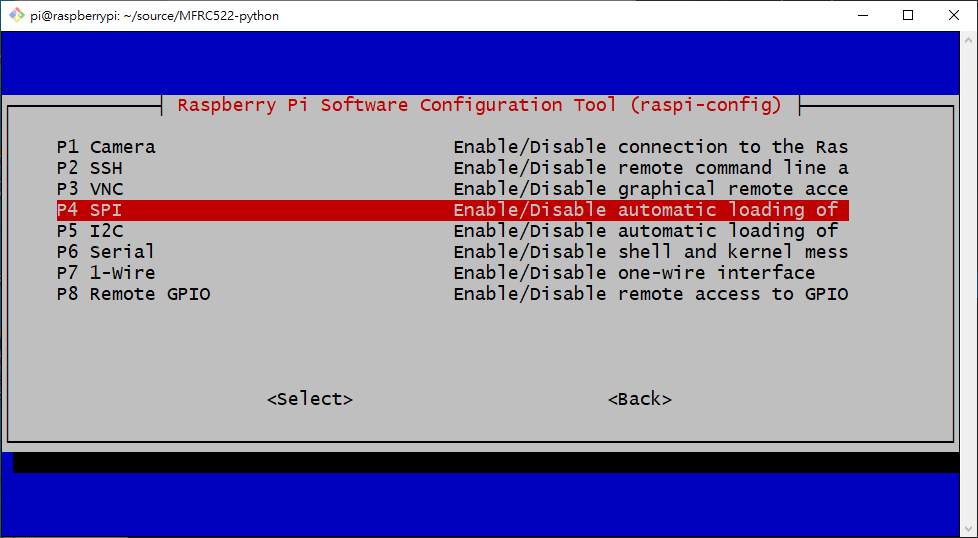 pi@raspberrypi: ~/source/MFRC522-python
Raspberry Pi Software Configuration Tool (raspi-config)
P1 Camera Enable/Disable connection to the Ras
P2 SSH Enable/Disable remote command line a
P3 VNC Enable/Disable graphical remote acce
P4 SPI Enable/Disable automatic loading of
P5 I2C Enable/Disable automatic loading of
P6 Serial Enable/Disable shell and kernel mess
P7 1-Wire Enable/Disable one-wire interface
P8 Remote GPIO Enable/Disable remote access to GPIO
<Select> <Back>